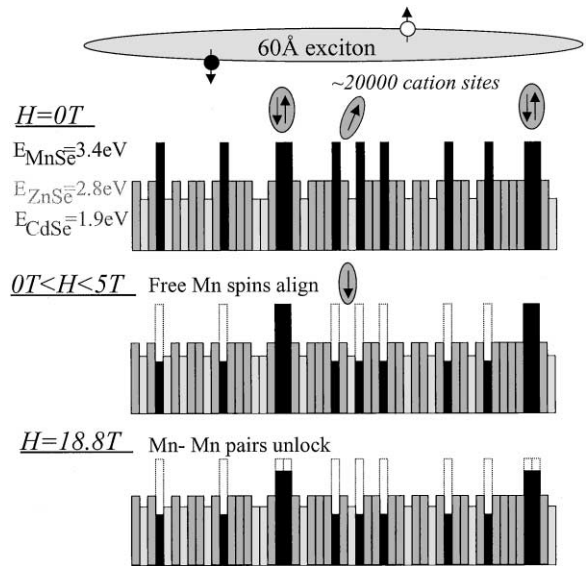 60Å exciton
~20000 cation sites
H=0T
E_MnSe=3.4eV
E_ZnSe=2.8eV
E_CdSe=1.9eV
0T<H<5T Free Mn spins align
H=18.8T Mn- Mn pairs unlock